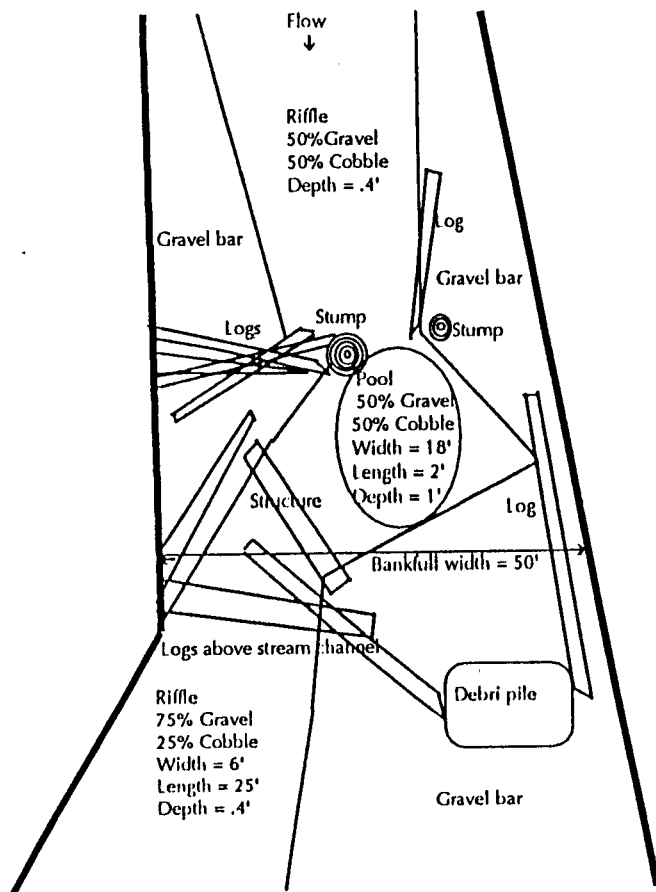 Flow
Riffle
50%Gravel
50% Cobble
Depth = .4'
Log
Gravel bar
Gravel bar
Stump
Logs
Stump
Pool
50% Gravel
50% Cobble
Width = 18'
Length = 2'
Depth = 1'
Structure
Log
Bankfull width = 50'
Logs above stream channel
Riffle
75% Gravel
25% Cobble
Width = 6'
Length = 25'
Depth = .4'
Debri pile
Gravel bar